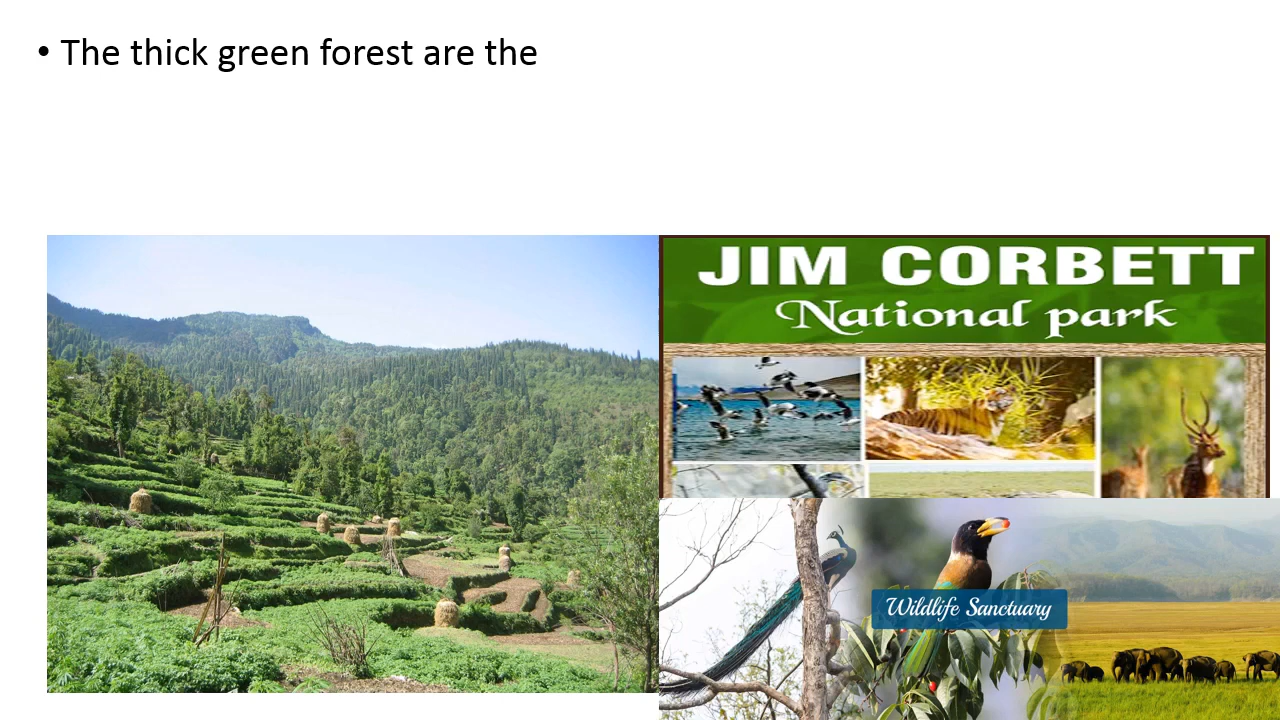 • The thick green forest are the
JIM CORBETT
National park
Wildlife Sanctuary